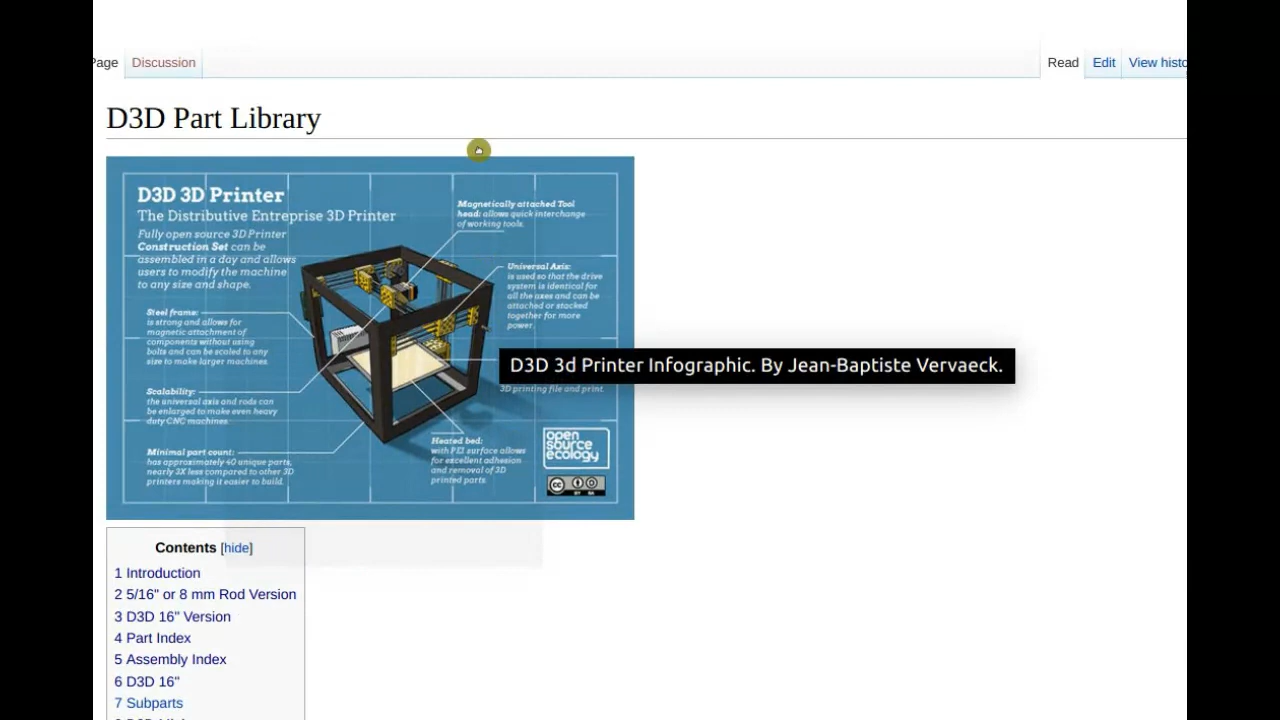 Page
Discussion
Read
Edit
View histo
D3D Part Library
D3D 3D Printer
The Distributive Entreprise 3D Printer
Fully open source 3D Printer
Construction Set can be
assembled in a day and allows
users to modify the machine
to any size and shape.
Magnetically attached Tool
head: allows quick interchange
of working tools.
Universal Axis:
is used so that the drive
system is identical for
all the axes and can be
attached or stacked
together for more
power.
Steel frame:
is strong and allows for
magnetic attachment of
components without using
bolts and can be scaled to any
size to make larger machines.
D3D 3d Printer Infographic. By Jean-Baptiste Vervaeck.
3D printing file and print.
Scalability:
the universal axis and rods can
be enlarged to make even heavy
duty CNC machines.
Minimal part count:
has approximately 40 unique parts,
nearly 3X less compared to other 3D
printers making it easier to build.
Heated bed:
with PEI surface allows
for excellent adhesion
and removal of 3D
printed parts.
open
source
ecology
cc
BY SA
Contents [hide]
1 Introduction
2 5/16" or 8 mm Rod Version
3 D3D 16" Version
4 Part Index
5 Assembly Index
6 D3D 16"
7 Subparts